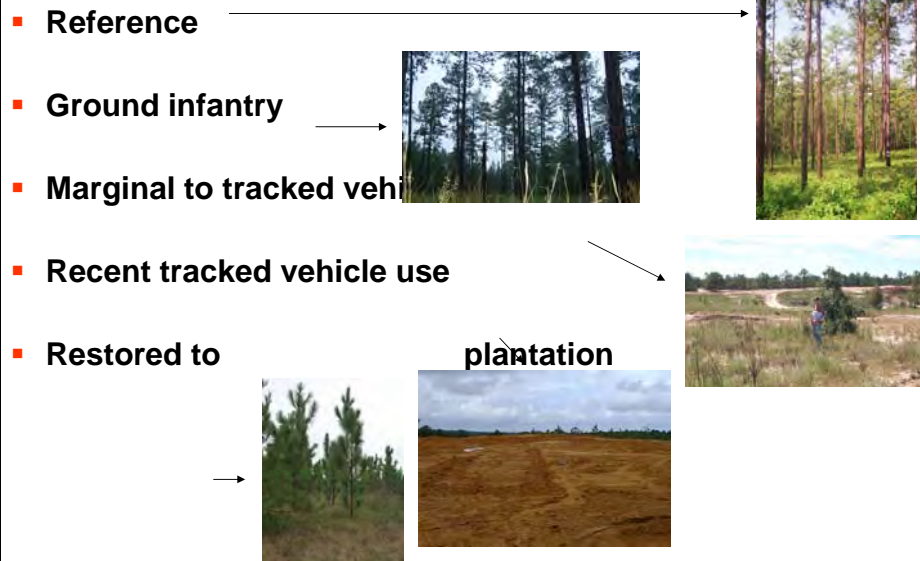 ▪ Reference
▪ Ground infantry
▪ Marginal to tracked vehi
▪ Recent tracked vehicle use
▪ Restored to plantation